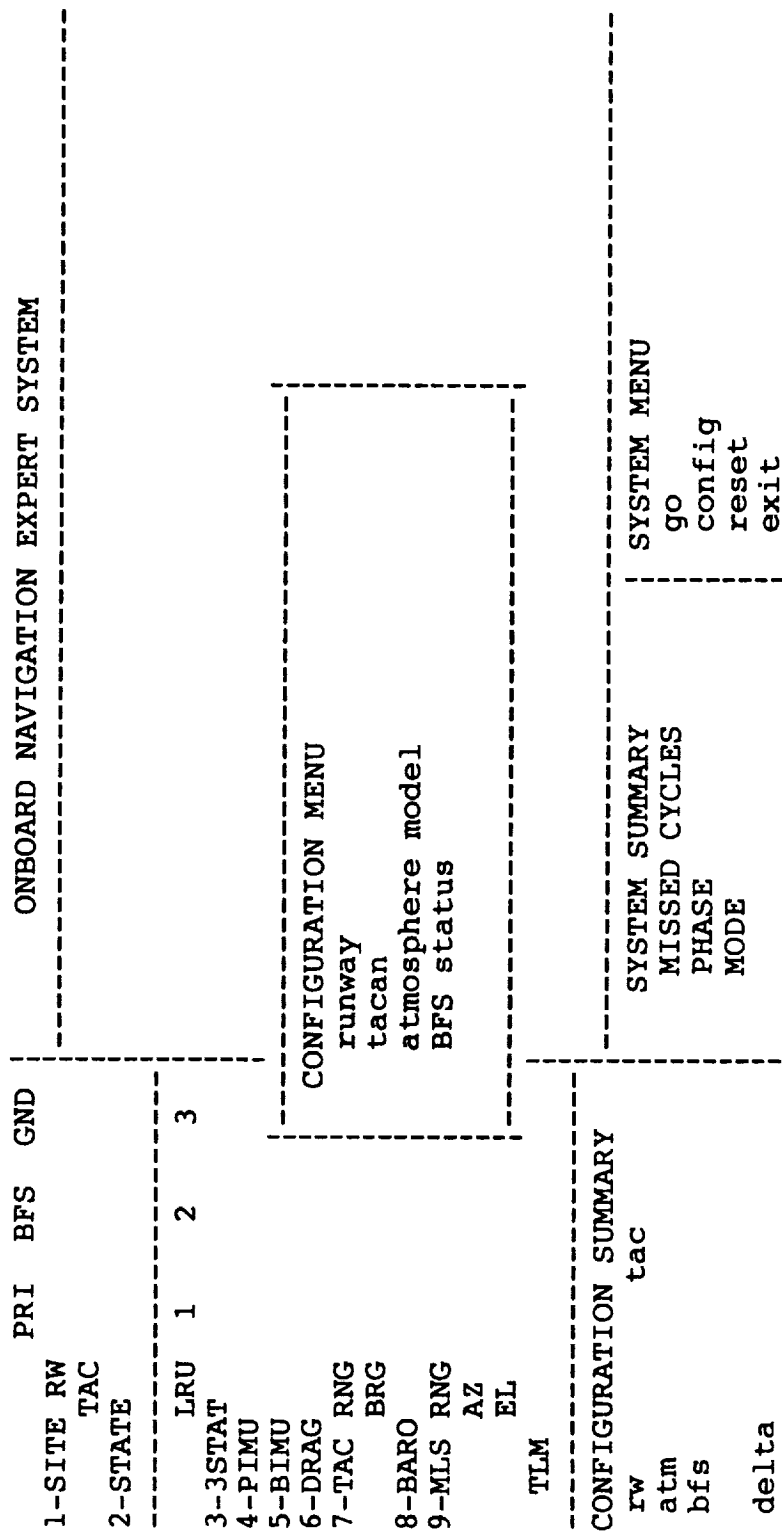 PRI BFS GND ONBOARD NAVIGATION EXPERT SYSTEM
1-SITE RW
TAC
2-STATE
LRU 1 2 3
3-3STAT
4-PIMU
5-BIMU
6-DRAG
7-TAC RNG
BRG
8-BARO
9-MLS RNG
AZ
EL
TLM
CONFIGURATION MENU
runway
tacan
atmosphere model
BFS status
CONFIGURATION SUMMARY
rw tac
atm
bfs
delta
SYSTEM SUMMARY
MISSED CYCLES
PHASE
MODE
SYSTEM MENU
go
config
reset
exit